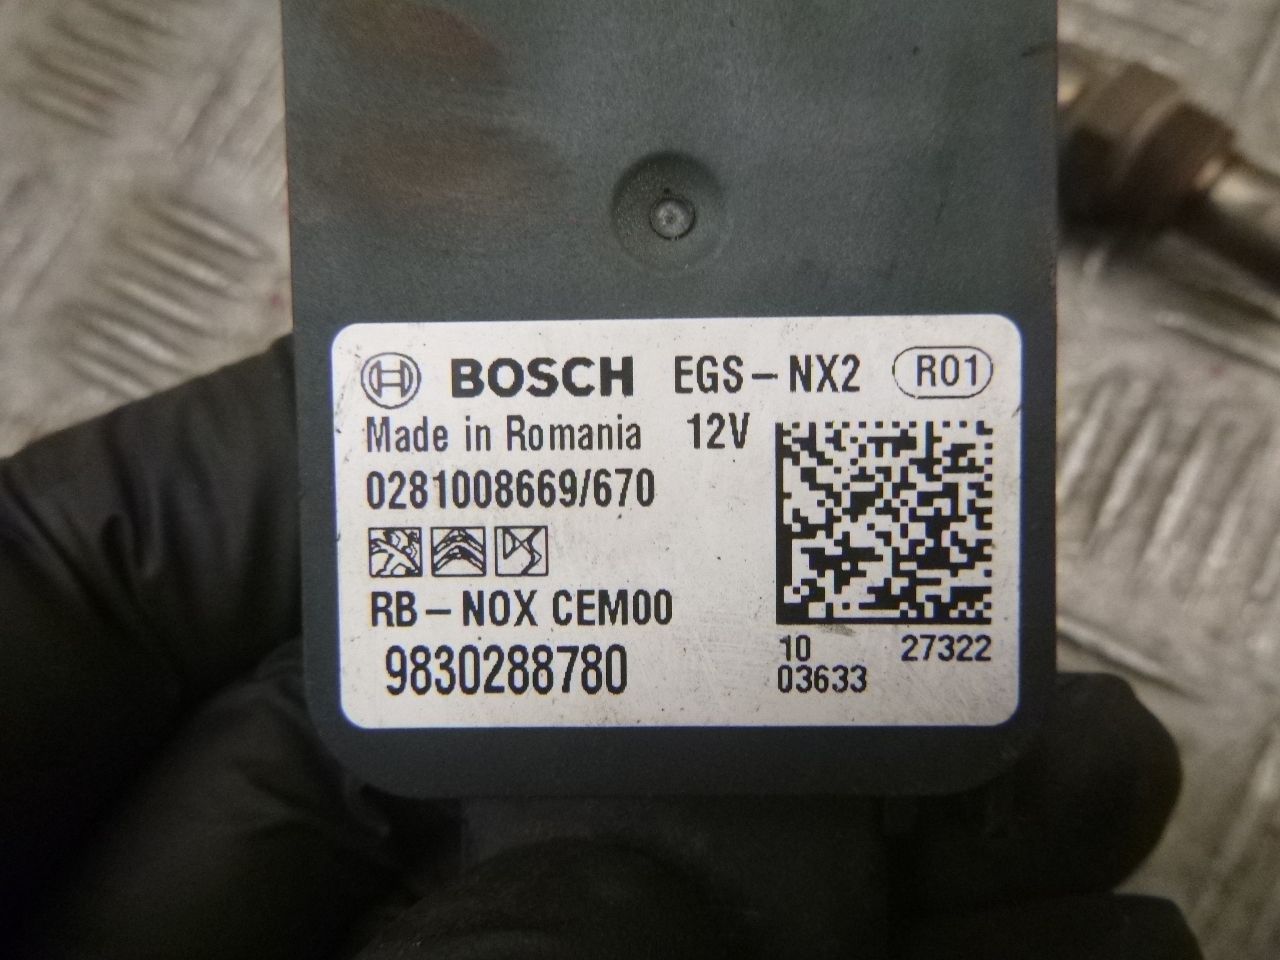 BOSCH EGS-NX2 R01
Made in Romania 12V
0281008669/670
RB-NOX CEM00
9830288780
10 27322
03633